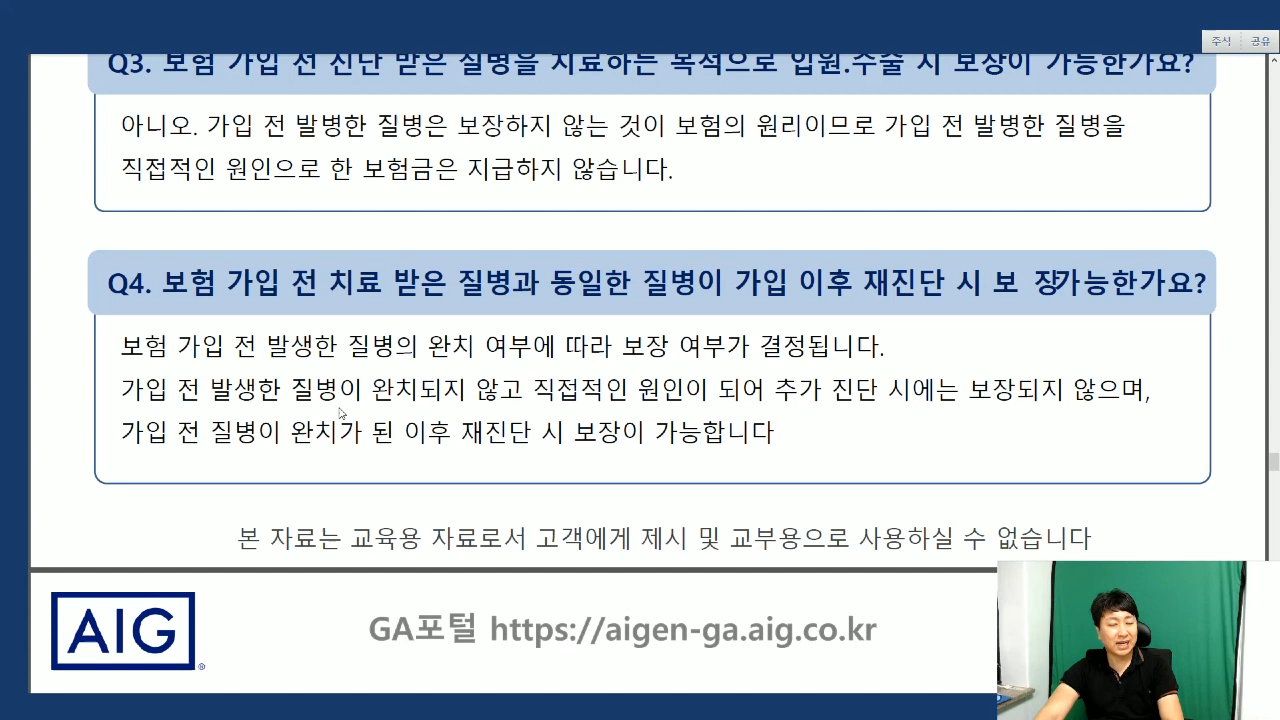 주석 공유
Q3. 보험 가입 전 진단 받은 질병을 치료하는 목적으로 입원.수술 시 보장이 가능한가요?
아니오. 가입 전 발병한 질병은 보장하지 않는 것이 보험의 원리이므로 가입 전 발병한 질병을
직접적인 원인으로 한 보험금은 지급하지 않습니다.
Q4. 보험 가입 전 치료 받은 질병과 동일한 질병이 가입 이후 재진단 시 보 장가능한가요?
보험 가입 전 발생한 질병의 완치 여부에 따라 보장 여부가 결정됩니다.
가입 전 발생한 질병이 완치되지 않고 직접적인 원인이 되어 추가 진단 시에는 보장되지 않으며,
가입 전 질병이 완치가 된 이후 재진단 시 보장이 가능합니다
본 자료는 교육용 자료로서 고객에게 제시 및 교부용으로 사용하실 수 없습니다
AIG®
GA포털 https://aigen-ga.aig.co.kr